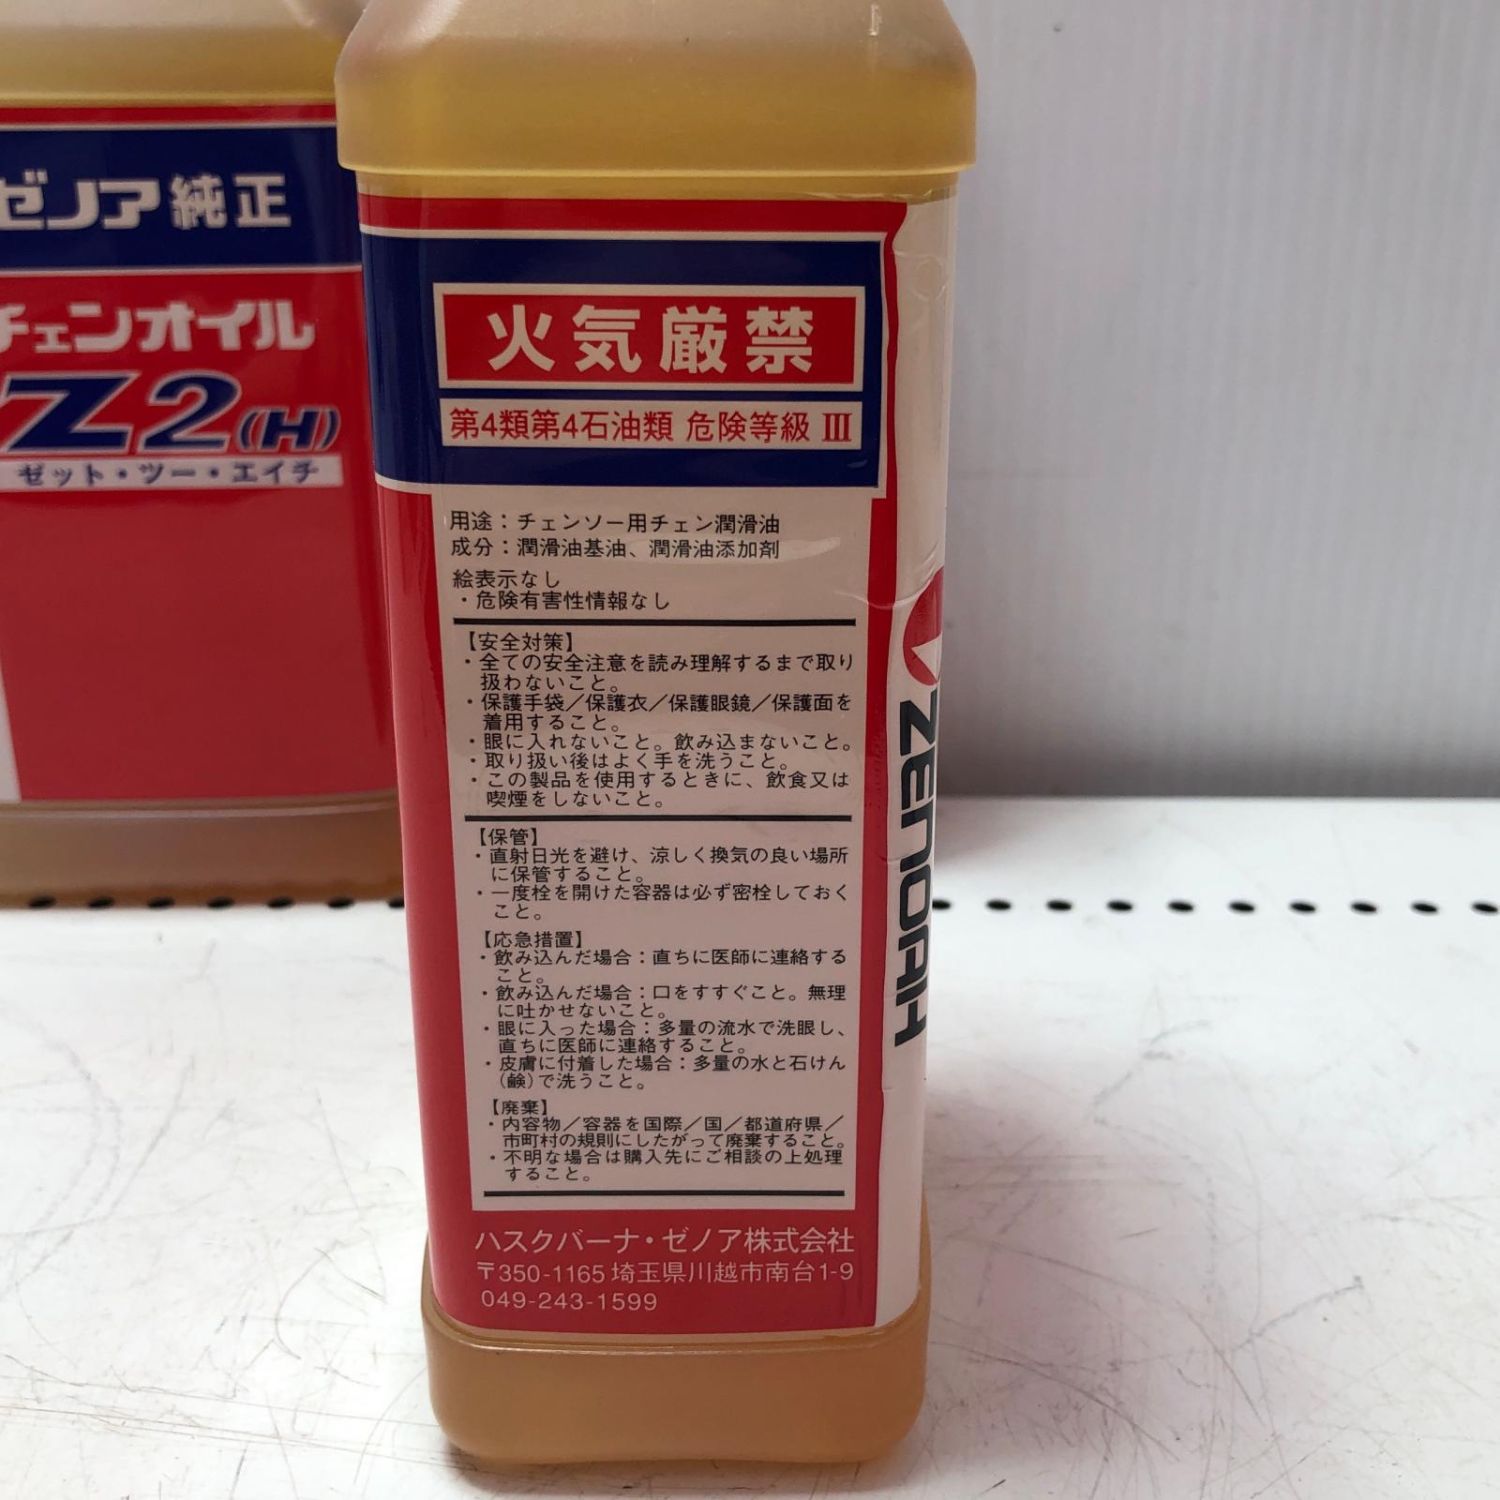 ゼノア純正
チェンオイル
Z2(H)
ゼット・ツー・エイチ
火気厳禁
第4類第4石油類 危険等級 III
用途：チェンソー用チェン潤滑油
成分：潤滑油基油、潤滑油添加剤
絵表示なし
・危険有害性情報なし
【安全対策】
・全ての安全注意を読み理解するまで取り
扱わないこと。
・保護手袋／保護衣／保護眼鏡／保護面を
着用すること。
・眼に入れないこと。飲み込まないこと。
・取り扱い後はよく手を洗うこと。
・この製品を使用するときに、飲食又は
喫煙をしないこと。
【保管】
・直射日光を避け、涼しく換気の良い場所
に保管すること。
・一度栓を開けた容器は必ず密栓しておく
こと。
【応急措置】
・飲み込んだ場合：直ちに医師に連絡する
こと。
・飲み込んだ場合：口をすすぐこと。無理
に吐かせないこと。
・眼に入った場合：多量の流水で洗眼し、
直ちに医師に連絡すること。
・皮膚に付着した場合：多量の水と石けん
（鹸）で洗うこと。
【廃棄】
・内容物／容器を国際／国／都道府県／
市町村の規則にしたがって廃棄すること。
・不明な場合は購入先にご相談の上処理
すること。
ハスクバーナ・ゼノア株式会社
〒350-1165 埼玉県川越市南台1-9
049-243-1599
ZENOAH